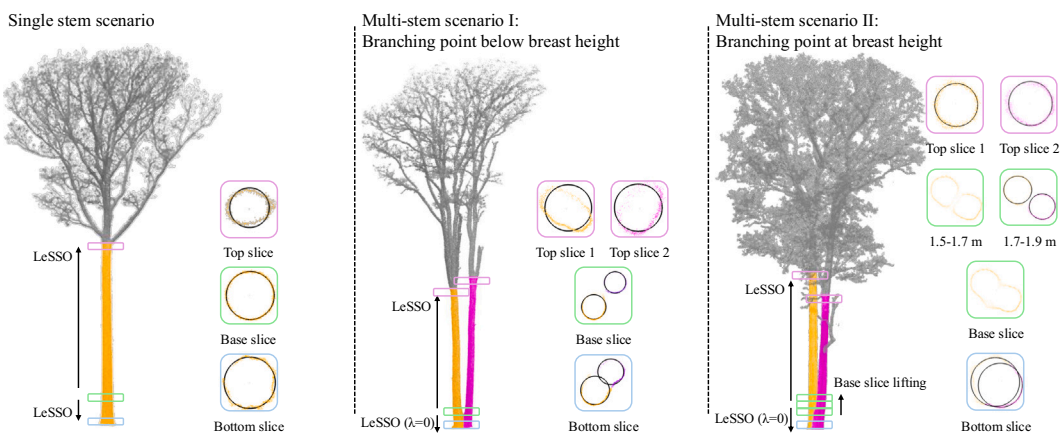 Single stem scenario
LeSSO
LeSSO
Top slice
Base slice
Bottom slice
Multi-stem scenario I:
Branching point below breast height
LeSSO
LeSSO (λ=0)
Top slice 1
Top slice 2
Base slice
Bottom slice
Multi-stem scenario II:
Branching point at breast height
LeSSO
LeSSO (λ=0)
Top slice 1
Top slice 2
1.5-1.7 m
1.7-1.9 m
Base slice
Base slice lifting
Bottom slice